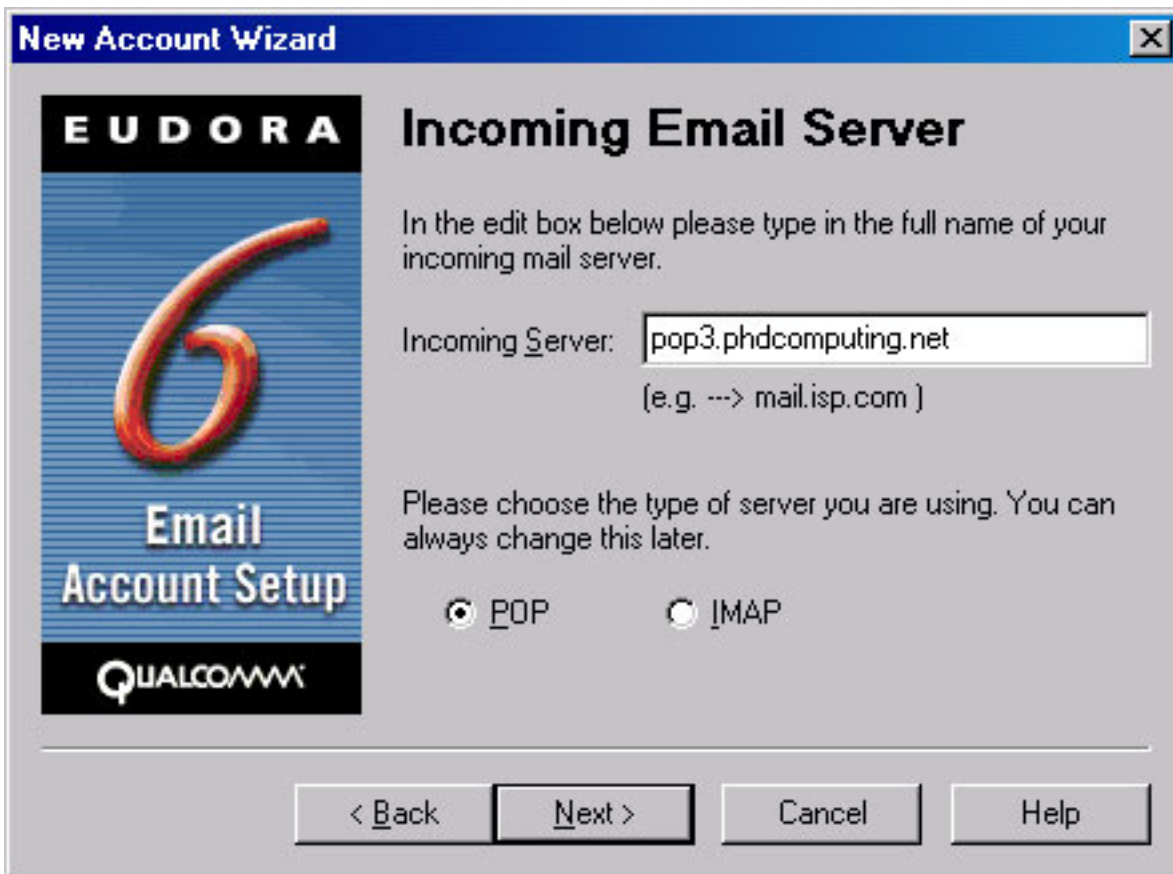 New Account Wizard
EUDORA
6
Email
Account Setup
QUALCOMM
Incoming Email Server
In the edit box below please type in the full name of your
incoming mail server.
Incoming Server: pop3.phdcomputing.net
(e.g. ---> mail.isp.com )
Please choose the type of server you are using. You can
always change this later.
POP IMAP
< Back Next > Cancel Help